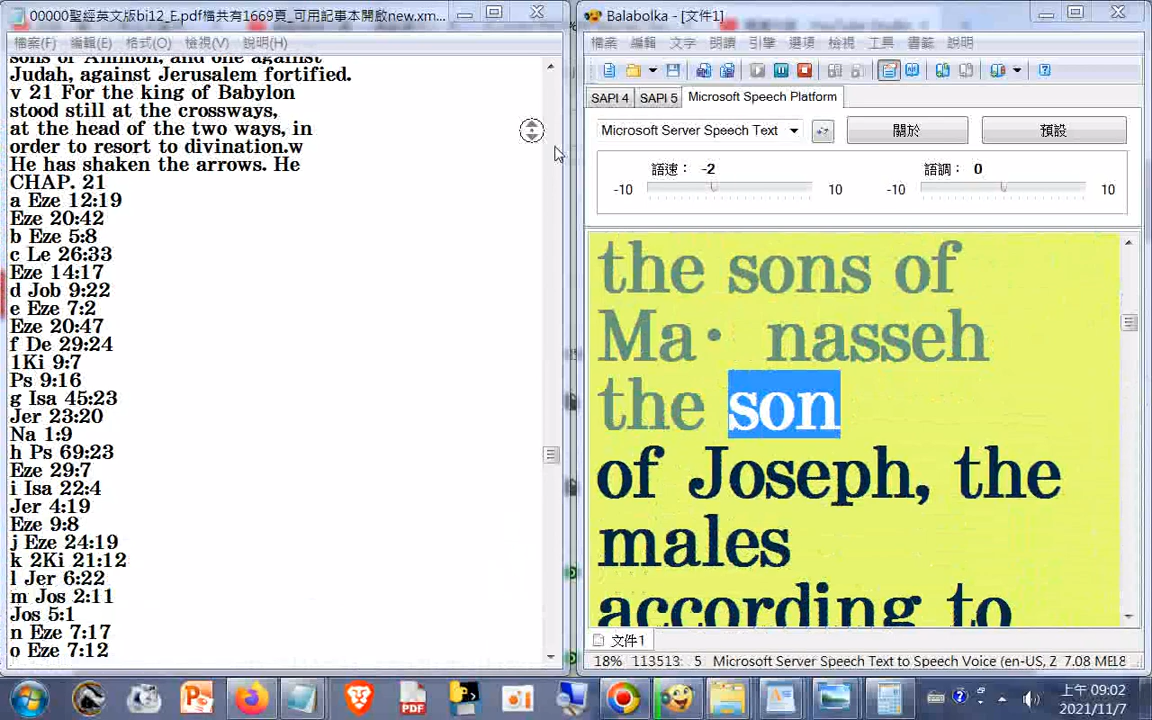 00000聖經英文版bi12_E.pdf檔共有1669頁_可用記事本開啟new.xm...
檔案(F) 編輯(E) 格式(O) 檢視(V) 說明(H)
sons of Ammon, and one against
Judah, against Jerusalem fortified.
v 21 For the king of Babylon
stood still at the crossways,
at the head of the two ways, in
order to resort to divination.w
He has shaken the arrows. He
CHAP. 21
a Eze 12:19
Eze 20:42
b Eze 5:8
c Le 26:33
Eze 14:17
d Job 9:22
e Eze 7:2
Eze 20:47
f De 29:24
1Ki 9:7
Ps 9:16
g Isa 45:23
Jer 23:20
Na 1:9
h Ps 69:23
Eze 29:7
i Isa 22:4
Jer 4:19
Eze 9:8
j Eze 24:19
k 2Ki 21:12
l Jer 6:22
m Jos 2:11
Jos 5:1
n Eze 7:17
o Eze 7:12
Balabolka - [文件1]
檔案 編輯 文字 朗讀 引擎 選項 檢視 工具 書籤 說明
SAPI 4 SAPI 5 Microsoft Speech Platform
Microsoft Server Speech Text 關於 預設
語速： -2 語調： 0
-10 10 -10 10
the sons of
Ma· nasseh
the son
of Joseph, the
males
according to
文件1
18% 113513: 5 Microsoft Server Speech Text to Speech Voice (en-US, 2 7.08 ME
上午 09:02
2021/11/7